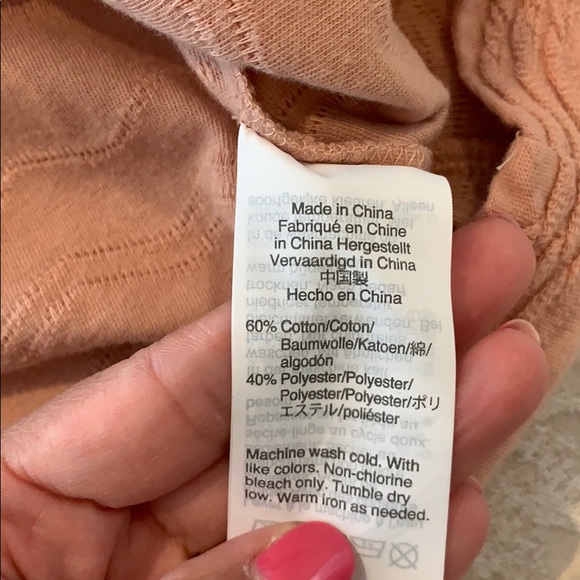 Made in China
Fabriqué en Chine
in China Hergestellt
Vervaardigd in China
中国製
Hecho en China
60% Cotton/Coton/
Baumwolle/Katoen/綿/
algodón
40% Polyester/Polyester/
Polyester/Polyester/ポリ
エステル/poliéster
Machine wash cold. With
like colors. Non-chlorine
bleach only. Tumble dry
low. Warm iron as needed.